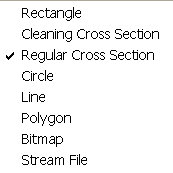 Rectangle
Cleaning Cross Section
Regular Cross Section
Circle
Line
Polygon
Bitmap
Stream File